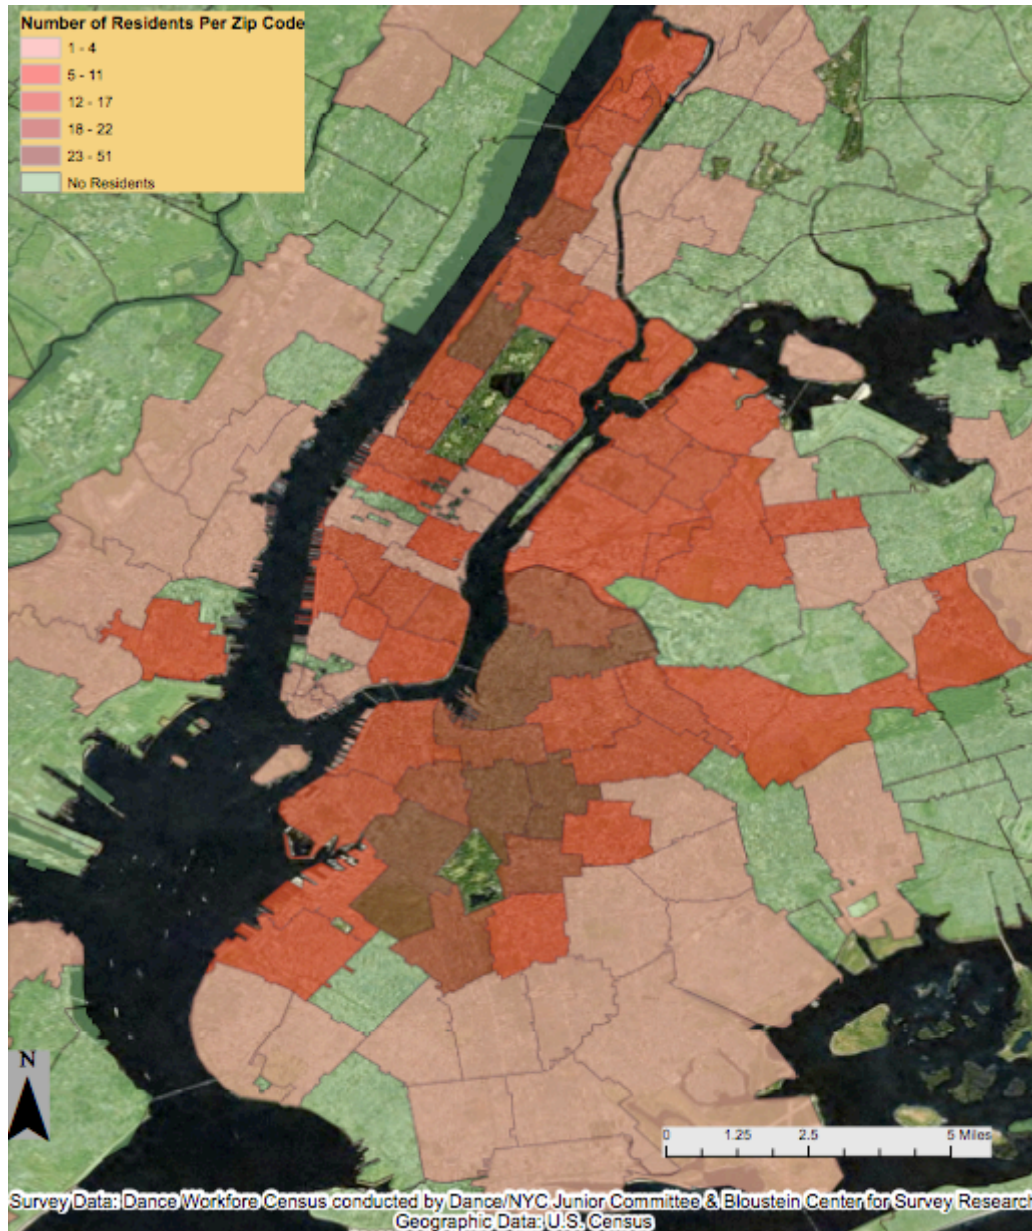 Number of Residents Per Zip Code
1 - 4
5 - 11
12 - 17
18 - 22
23 - 51
No Residents
N
0 1.25 2.5 5 Miles
Survey Data: Dance Workfore Census conducted by Dance/NYC Junior Committee & Bloustein Center for Survey Research
Geographic Data: U.S. Census